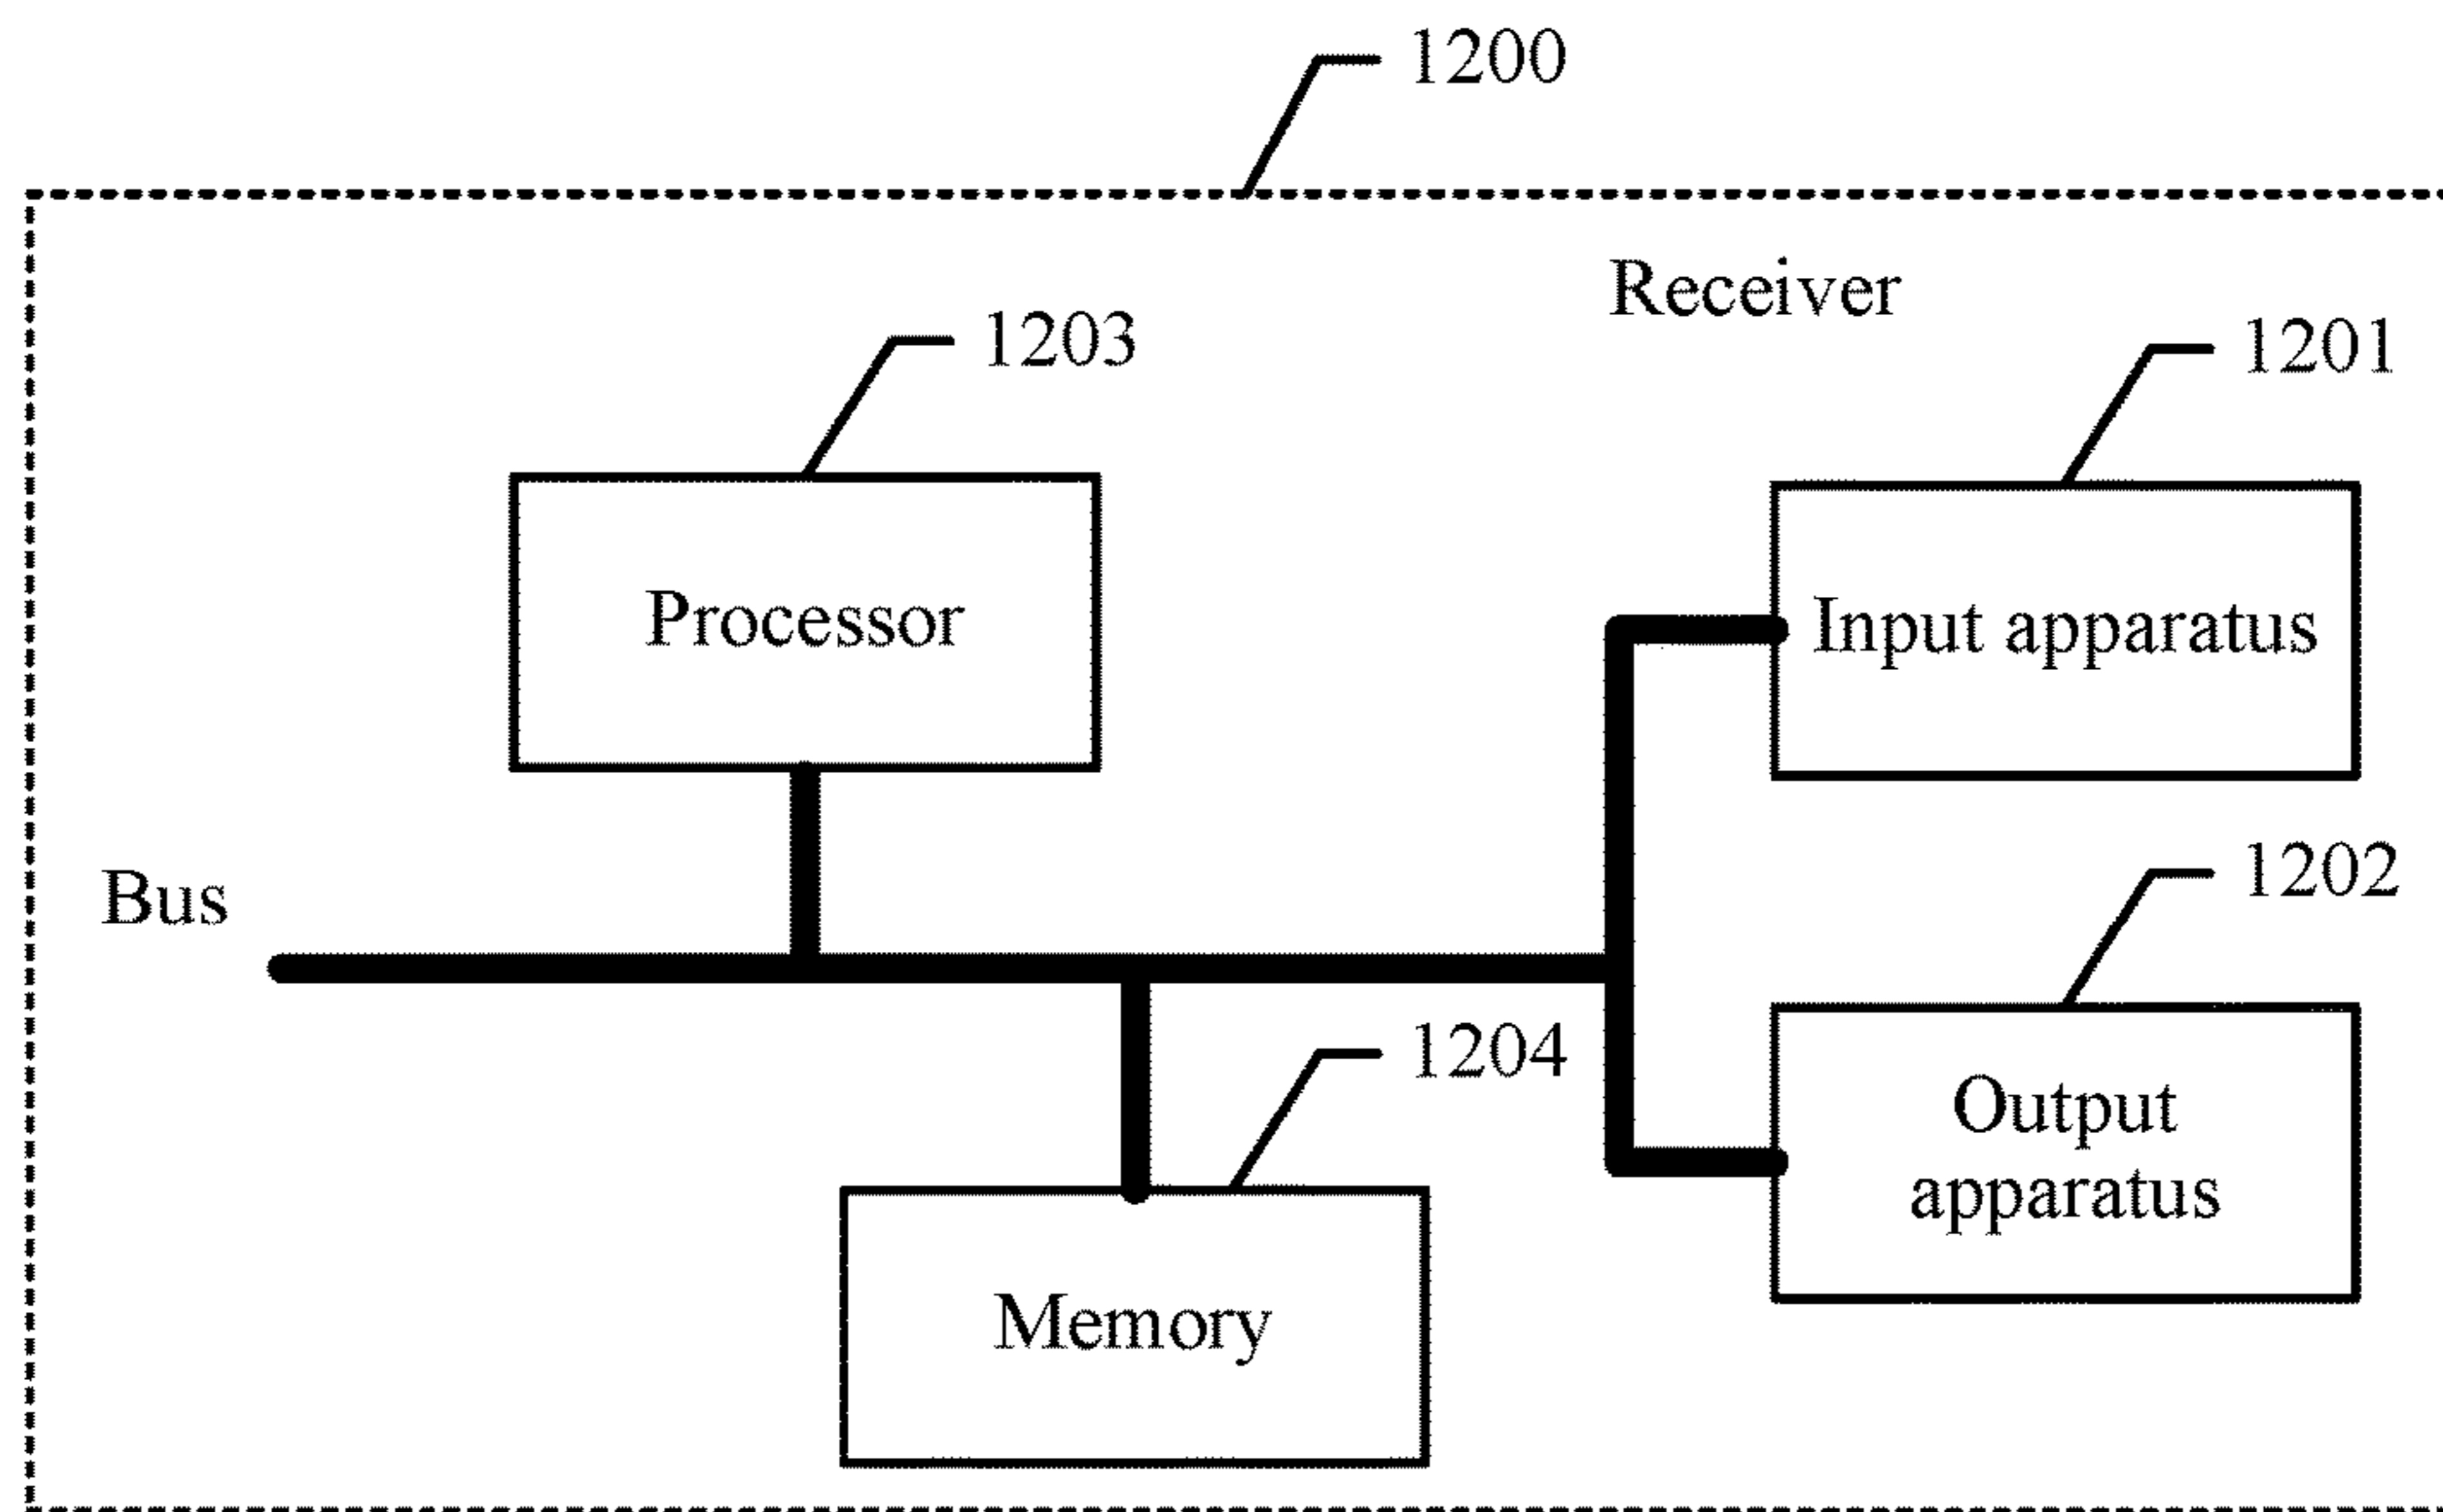 1200
Receiver
1203
1201
Processor
Input apparatus
Bus
1202
1204
Output
apparatus
Memory